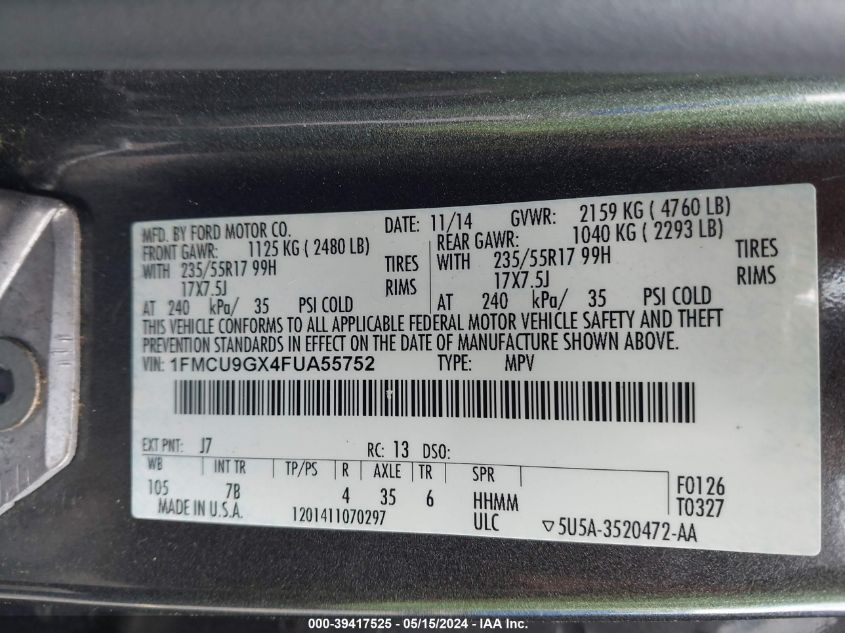 MFD. BY FORD MOTOR CO. DATE: 11/14 GVWR: 2159 KG ( 4760 LB)
FRONT GAWR: 1125 KG ( 2480 LB) REAR GAWR: 1040 KG ( 2293 LB)
WITH 235/55R17 99H TIRES WITH 235/55R17 99H TIRES
17X7.5J RIMS 17X7.5J RIMS
AT 240 kPa/ 35 PSI COLD AT 240 kPa/ 35 PSI COLD
THIS VEHICLE CONFORMS TO ALL APPLICABLE FEDERAL MOTOR VEHICLE SAFETY AND THEFT
PREVENTION STANDARDS IN EFFECT ON THE DATE OF MANUFACTURE SHOWN ABOVE.
VIN: 1FMCU9GX4FUA55752 TYPE: MPV
EXT PNT: J7 RC: 13 DSO:
WB INT TR TP/PS R AXLE TR SPR F0126
105 7B 4 35 6 HHMM T0327
MADE IN U.S.A. 1201411070297 ULC ▽5U5A-3520472-AA
000-39417525 - 05/15/2024 - IAA Inc.